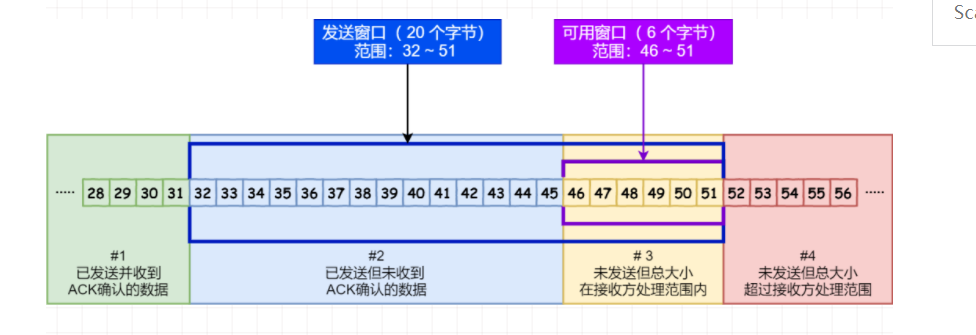 Sca
发送窗口（ 20 个字节）
范围：32 ~ 51
可用窗口（ 6 个字节）
范围：46 ~ 51
..... 28 29 30 31 32 33 34 35 36 37 38 39 40 41 42 43 44 45 46 47 48 49 50 51 52 53 54 55 56 .....
#1
已发送并收到
ACK确认的数据
#2
已发送但未收到
ACK确认的数据
# 3
未发送但总大小
在接收方处理范围内
#4
未发送但总大小
超过接收方处理范围